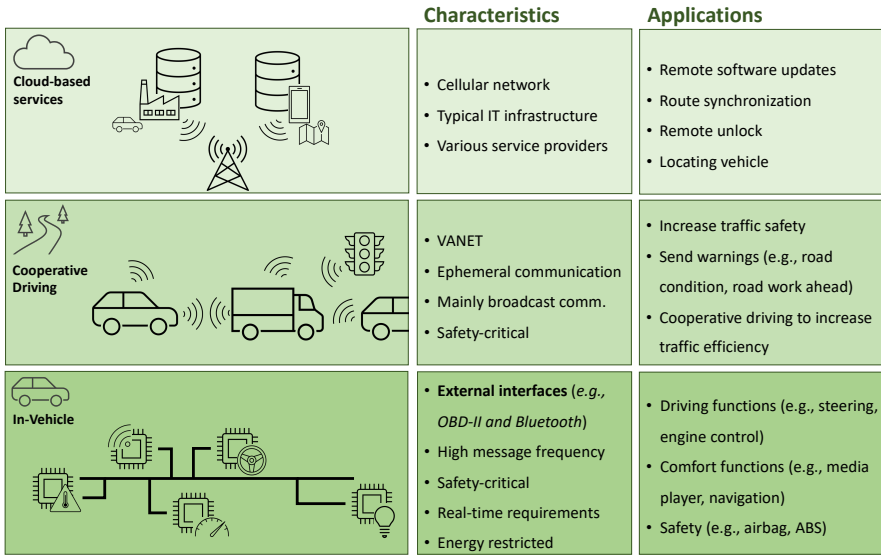 Characteristics
Applications
Cloud-based
services
• Cellular network
• Typical IT infrastructure
• Various service providers
• Remote software updates
• Route synchronization
• Remote unlock
• Locating vehicle
Cooperative
Driving
• VANET
• Ephemeral communication
• Mainly broadcast comm.
• Safety-critical
• Increase traffic safety
• Send warnings (e.g., road
condition, road work ahead)
• Cooperative driving to increase
traffic efficiency
In-Vehicle
• External interfaces (e.g.,
OBD-II and Bluetooth)
• High message frequency
• Safety-critical
• Real-time requirements
• Energy restricted
• Driving functions (e.g., steering,
engine control)
• Comfort functions (e.g., media
player, navigation)
• Safety (e.g., airbag, ABS)